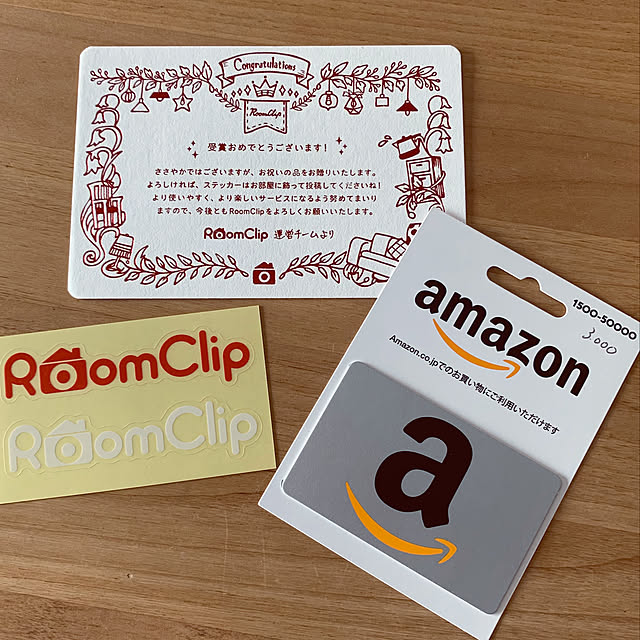 Congratulations
RoomClip
受賞おめでとうございます！
ささやかではございますが、お祝いの品をお贈りいたします。
よろしければ、ステッカーはお部屋に飾って投稿してくださいね！
より使いやすく、より楽しいサービスになるよう努めてまいり
ますので、今後ともRoomClipをよろしくお願いいたします。
RoomClip 運営チームより
RoomClip
RoomClip
1500-50000
3,000
amazon
Amazon.co.jpでのお買い物にご利用いただけます
a